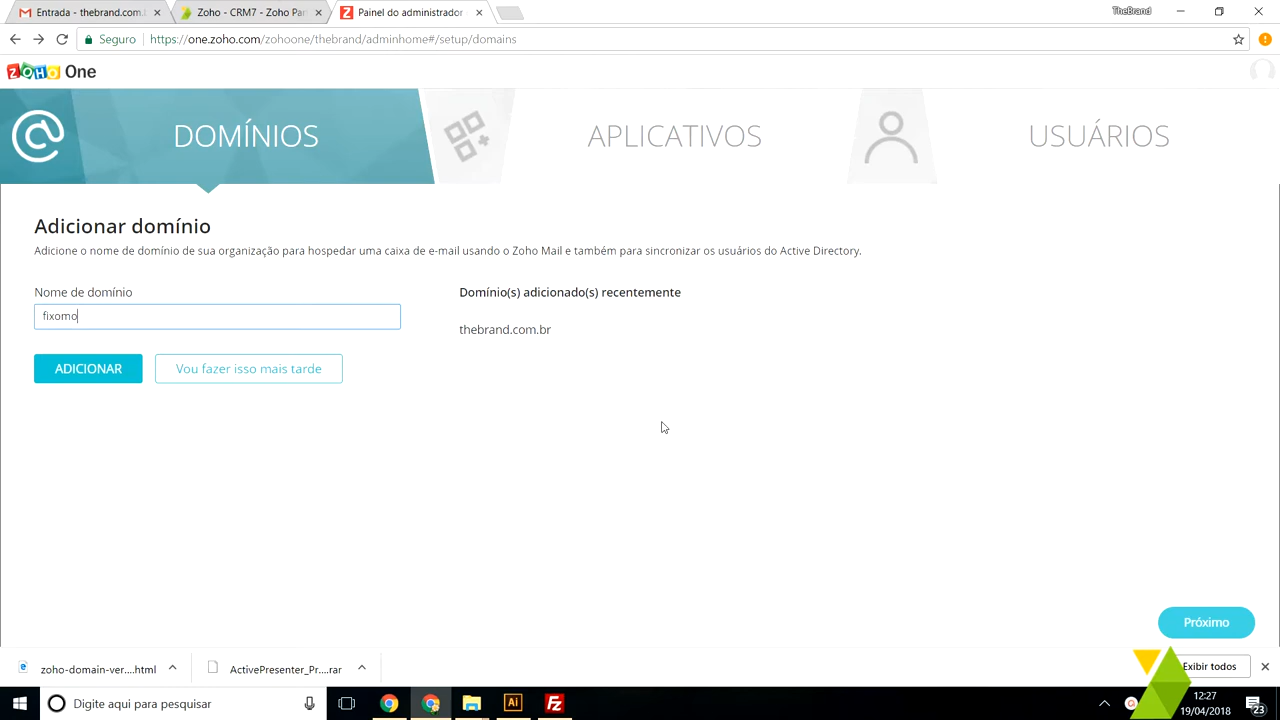 Entrada - thebrand.com.
Zoho - CRM7 - Zoho Par
Painel do administrador
TheBrand
Seguro
https://one.zoho.com/zohoone/thebrand/adminhome#/setup/domains
ZOHO One
DOMÍNIOS
APLICATIVOS
USUÁRIOS
Adicionar domínio
Adicione o nome de domínio de sua organização para hospedar uma caixa de e-mail usando o Zoho Mail e também para sincronizar os usuários do Active Directory.
Nome de domínio
Domínio(s) adicionado(s) recentemente
fixomo
thebrand.com.br
ADICIONAR
Vou fazer isso mais tarde
Próximo
zoho-domain-ver....html
ActivePresenter_Pr....rar
Exibir todos
Digite aqui para pesquisar
Ai
Fz
12:27
19/04/2018
23